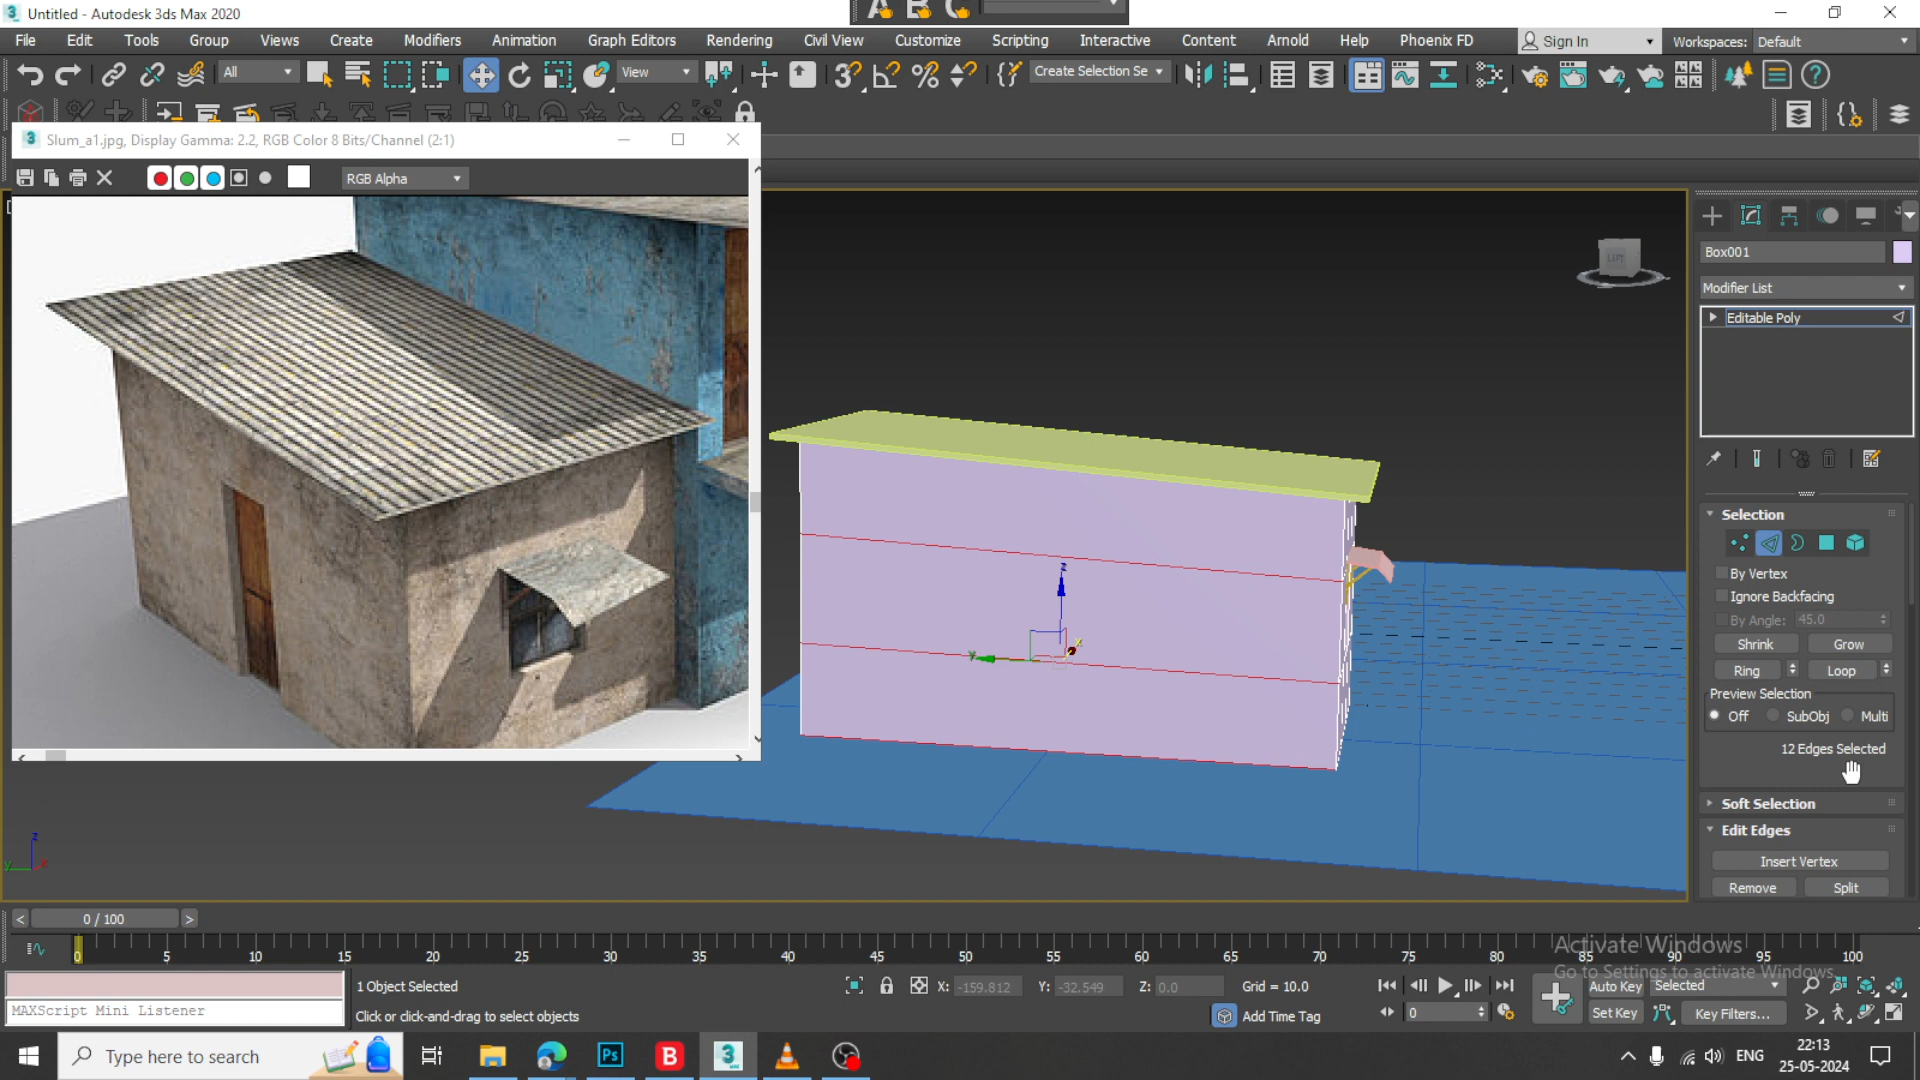 Untitled - Autodesk 3ds Max 2020
A B C
File Edit Tools Group Views Create Modifiers Animation Graph Editors Rendering Civil View Customize Scripting Interactive Content Arnold Help Phoenix FD Sign In Workspaces: Default
All View Create Selection Se
Slum_a1.jpg, Display Gamma: 2.2, RGB Color 8 Bits/Channel (2:1)
RGB Alpha
LEFT
Box001
Modifier List
Editable Poly
Selection
By Vertex
Ignore Backfacing
By Angle: 45.0
Shrink Grow
Ring Loop
Preview Selection
Off SubObj Multi
12 Edges Selected
Soft Selection
Edit Edges
Insert Vertex
Remove Split
z
y x
z
y x
< 0 / 100 >
0 5 10 15 20 25 30 35 40 45 50 55 60 65 70 75 80 85 90 95 100
Activate Windows
Go to Settings to activate Windows.
1 Object Selected X: -159.812 Y: -32.549 Z: 0.0 Grid = 10.0 Auto Key Selected
MAXScript Mini Listener Click or click-and-drag to select objects Add Time Tag 0 Set Key Key Filters...
Type here to search Ps B 3 ENG 22:13
25-05-2024